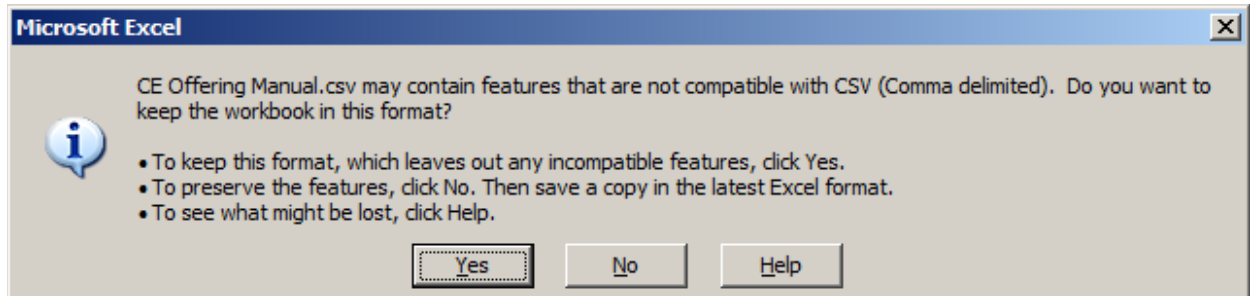 Microsoft Excel
CE Offering Manual.csv may contain features that are not compatible with CSV (Comma delimited).  Do you want to
keep the workbook in this format?
• To keep this format, which leaves out any incompatible features, click Yes.
• To preserve the features, click No. Then save a copy in the latest Excel format.
• To see what might be lost, click Help.
Yes No Help